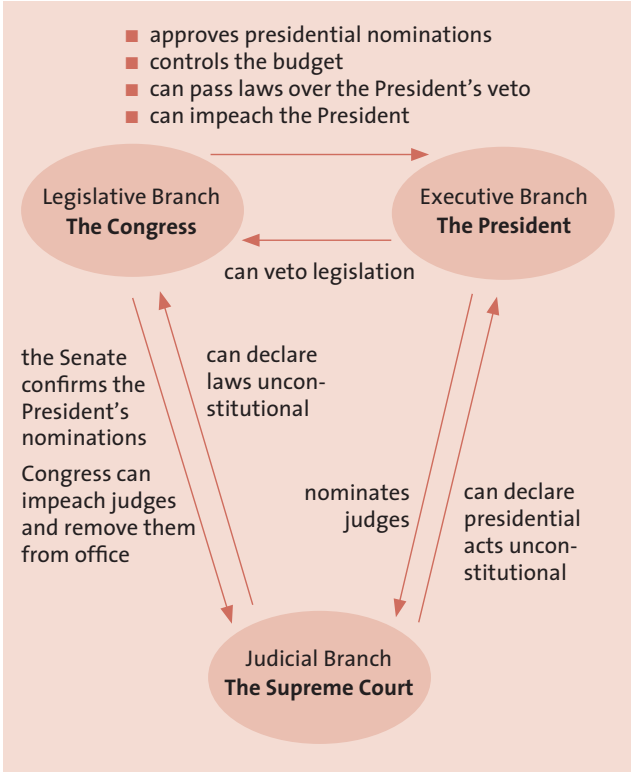 ■ approves presidential nominations
■ controls the budget
■ can pass laws over the President’s veto
■ can impeach the President
Legislative Branch
The Congress
Executive Branch
The President
can veto legislation
the Senate
confirms the
President’s
nominations
Congress can
impeach judges
and remove them
from office
can declare
laws uncon-
stitutional
nominates
judges
can declare
presidential
acts uncon-
stitutional
Judicial Branch
The Supreme Court